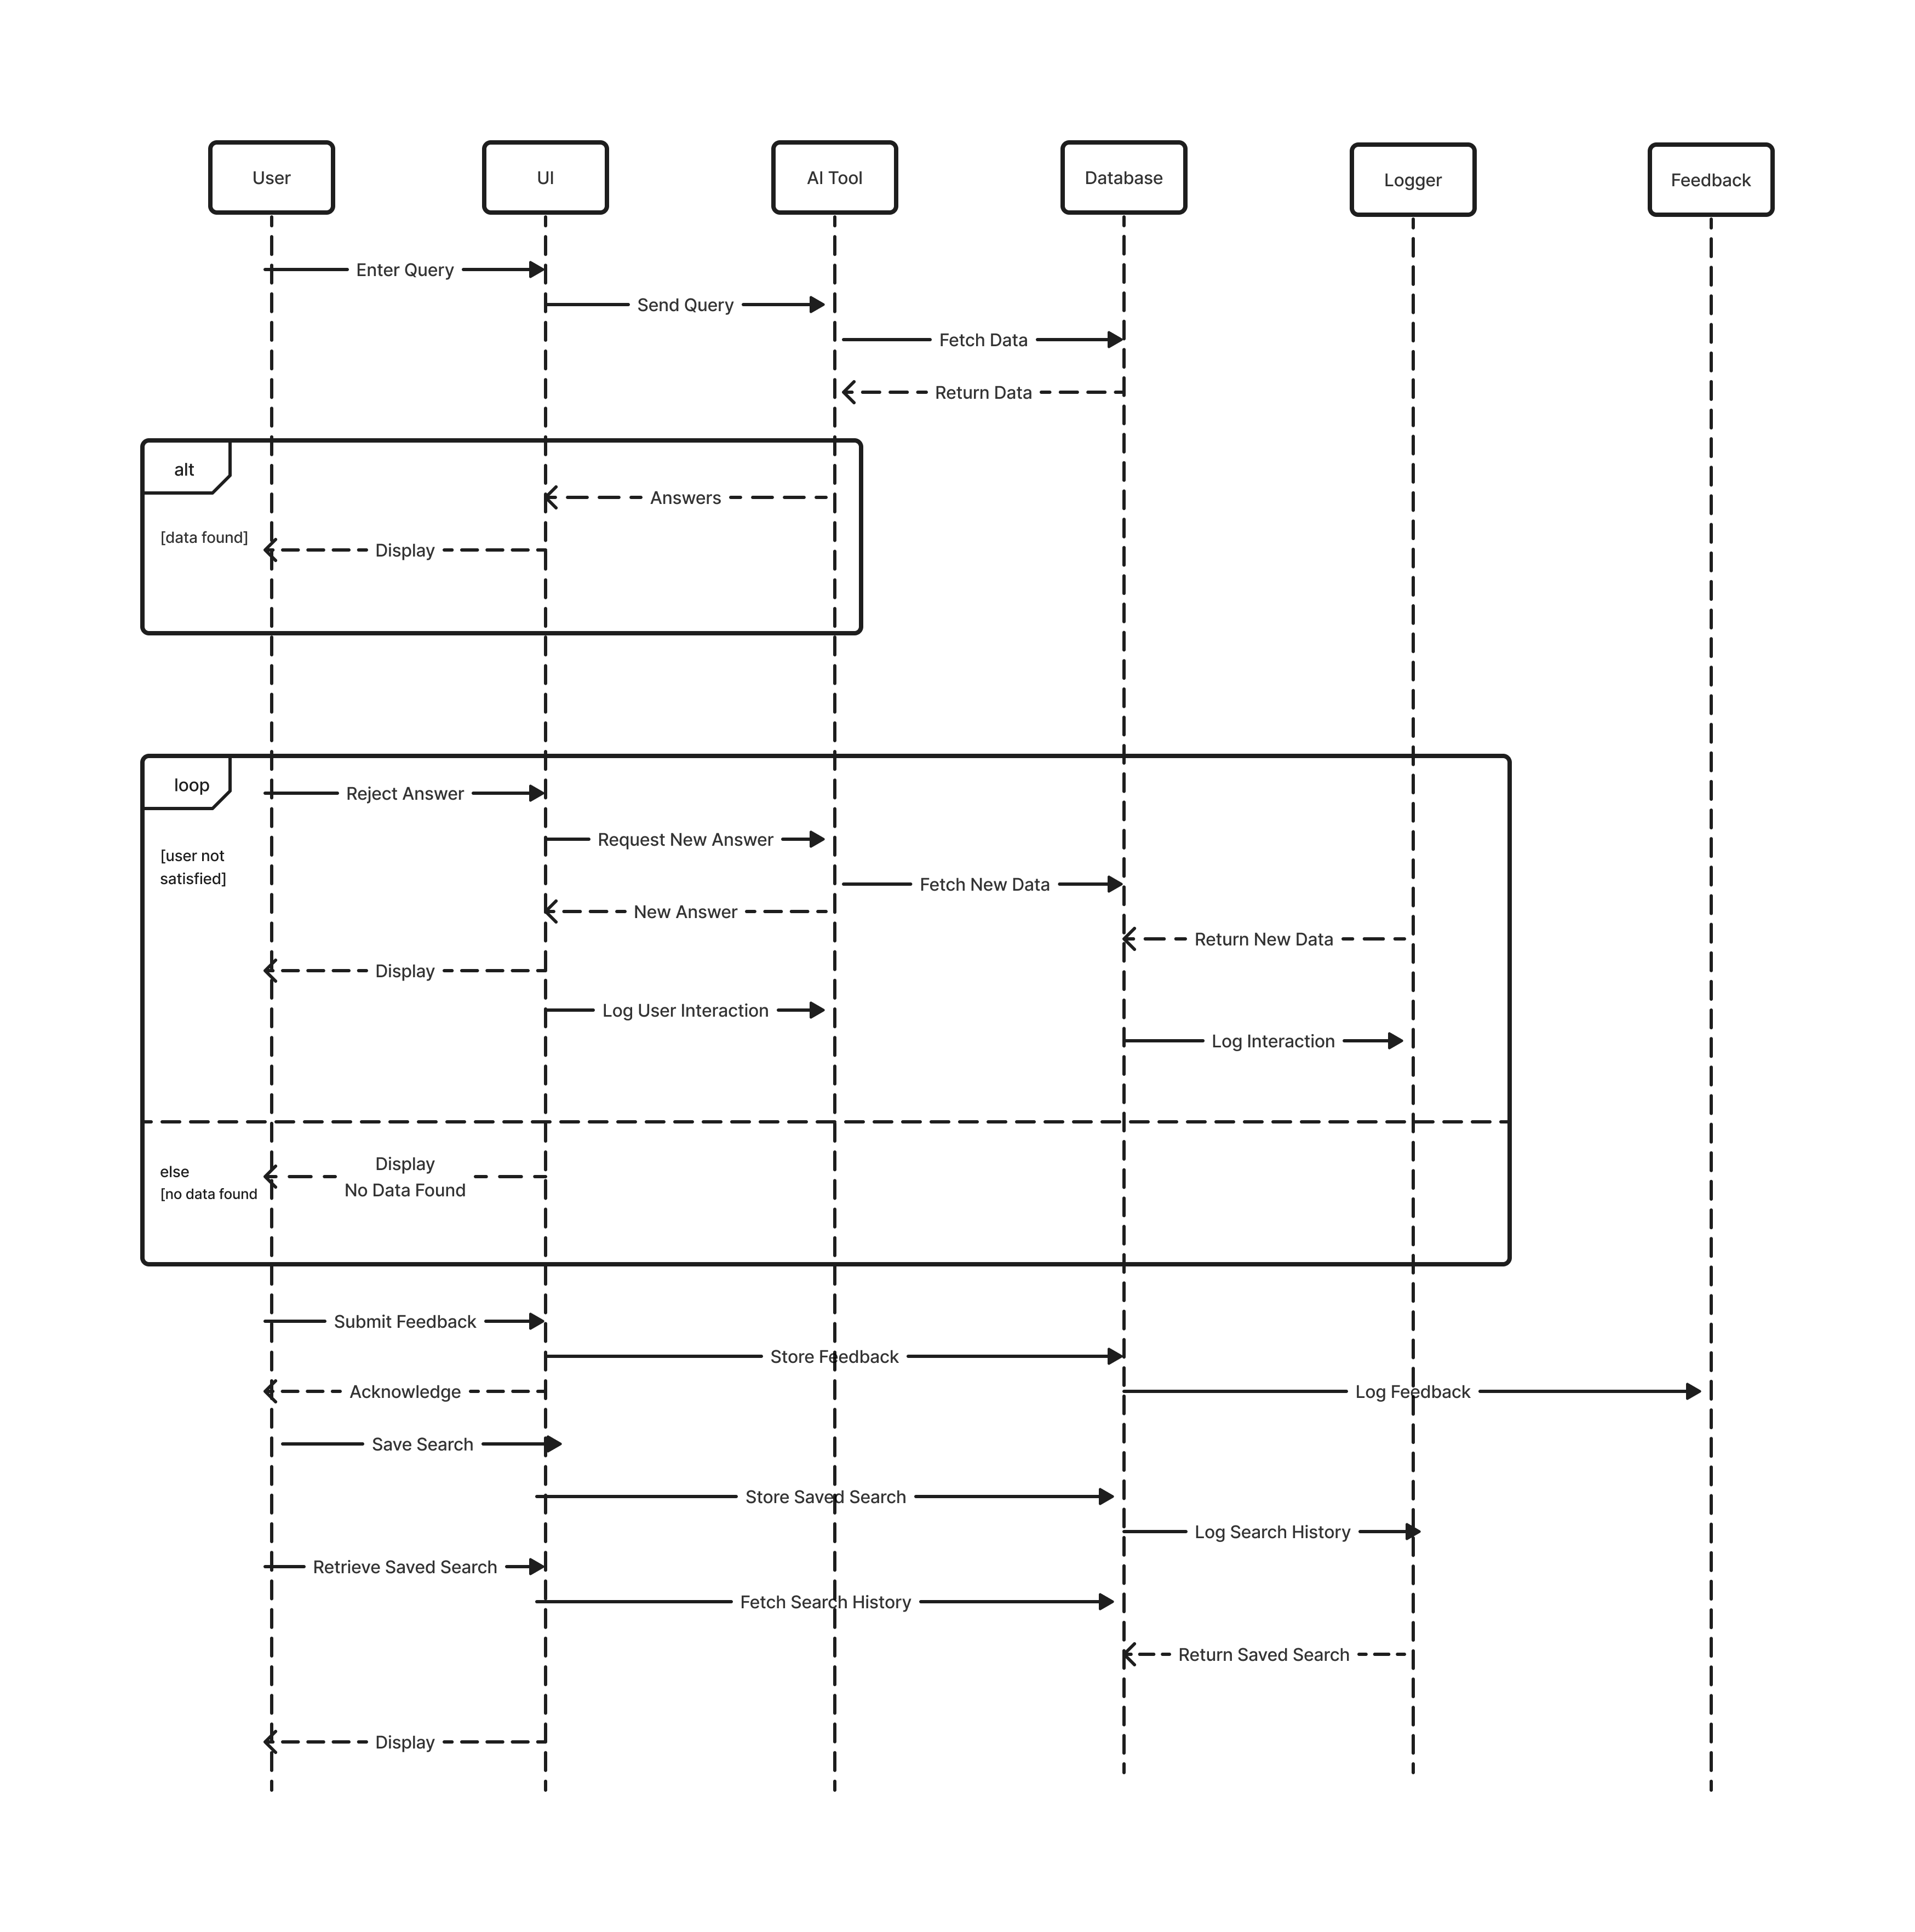 User
UI
AI Tool
Database
Logger
Feedback
Enter Query
Send Query
Fetch Data
Return Data
alt
Answers
[data found]
Display
loop
Reject Answer
Request New Answer
[user not
satisfied]
Fetch New Data
New Answer
Return New Data
Display
Log User Interaction
Log Interaction
else
[no data found
Display
No Data Found
Submit Feedback
Store Feedback
Acknowledge
Log Feedback
Save Search
Store Saved Search
Log Search History
Retrieve Saved Search
Fetch Search History
Return Saved Search
Display